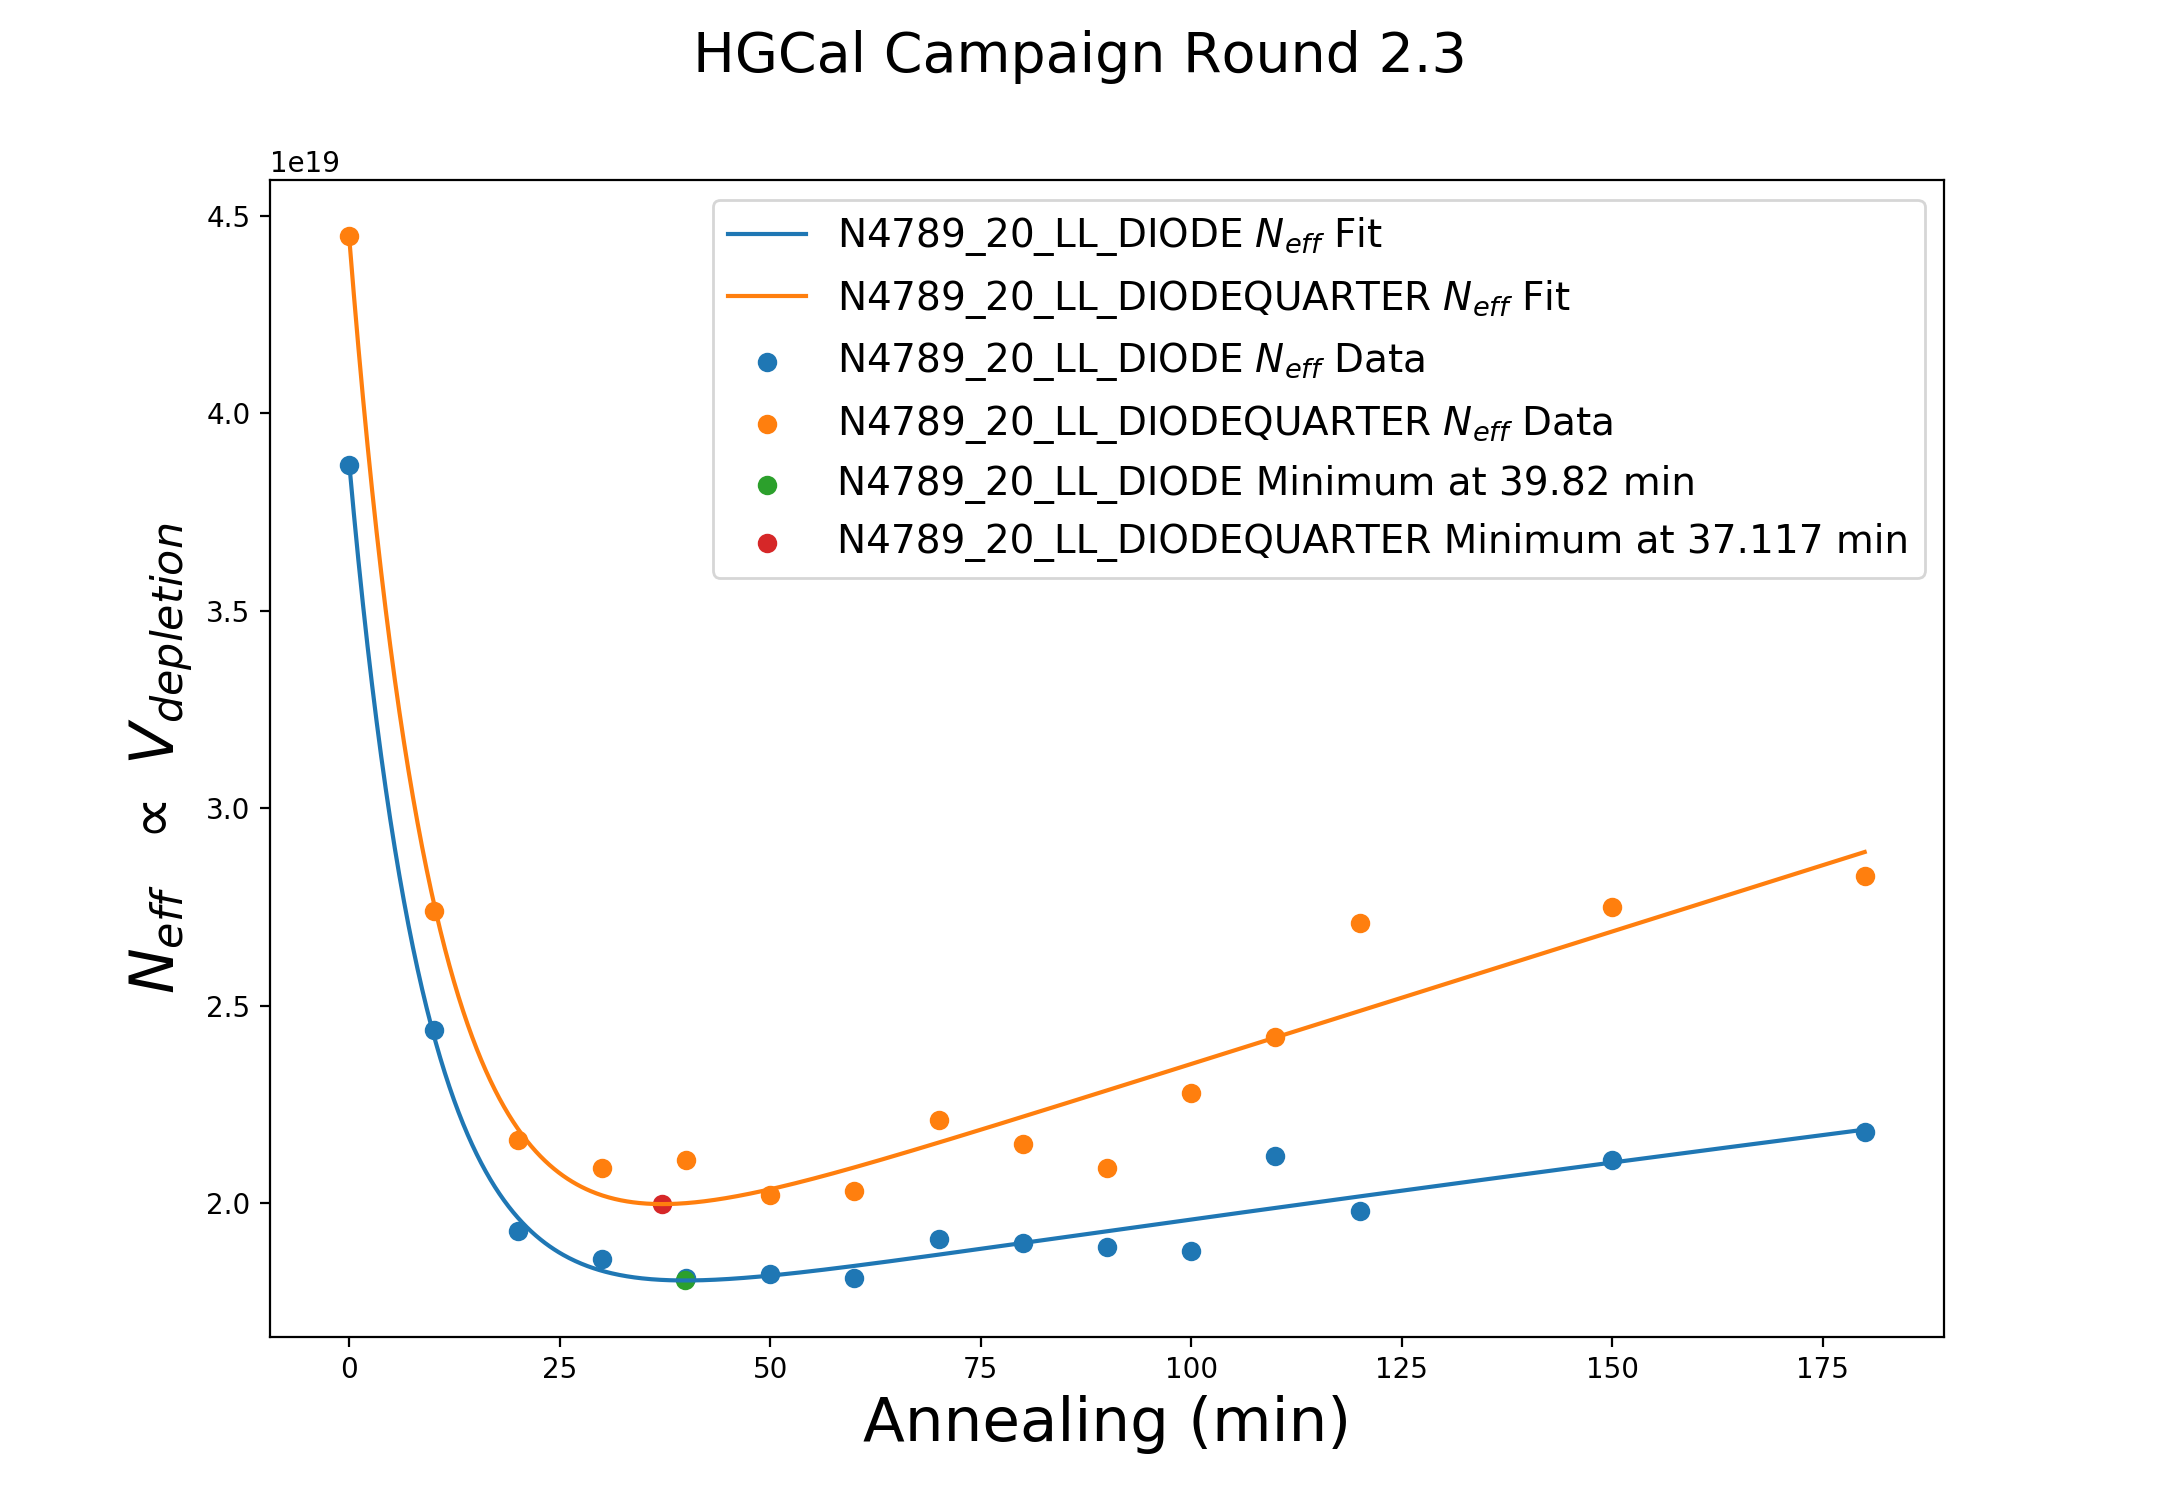 HGCal Campaign Round 2.3
1e19
4.5
4.0
3.5
3.0
2.5
2.0
N_eff ∝ V_depletion
N4789_20_LL_DIODE N_eff Fit
N4789_20_LL_DIODEQUARTER N_eff Fit
N4789_20_LL_DIODE N_eff Data
N4789_20_LL_DIODEQUARTER N_eff Data
N4789_20_LL_DIODE Minimum at 39.82 min
N4789_20_LL_DIODEQUARTER Minimum at 37.117 min
0 25 50 75 100 125 150 175
Annealing (min)